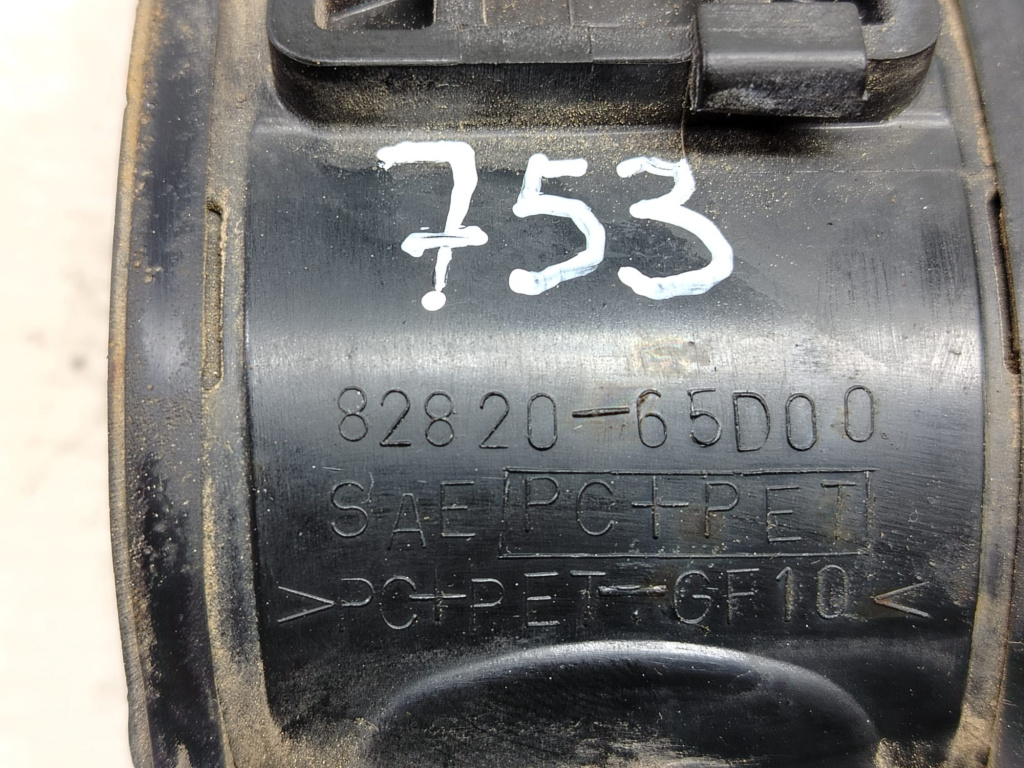 753
82820-65D00
SAE PC+PET
>PC+PET-GF10<